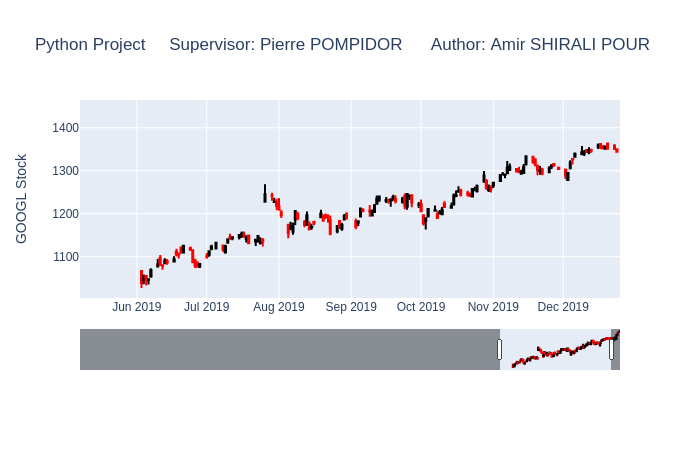 Python Project Supervisor: Pierre POMPIDOR Author: Amir SHIRALI POUR
GOOGL Stock
1400
1300
1200
1100
Jun 2019 Jul 2019 Aug 2019 Sep 2019 Oct 2019 Nov 2019 Dec 2019